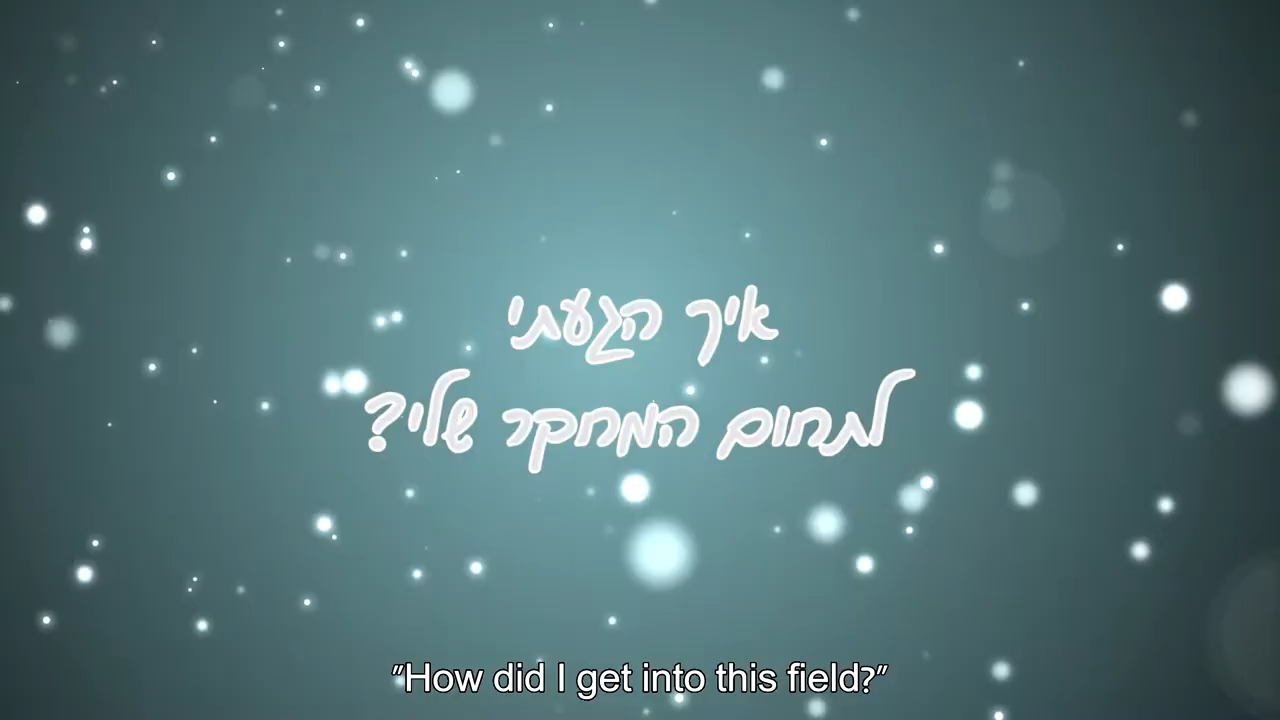 איך הגעתי
לתחום המחקר שלי?
"How did I get into this field?"